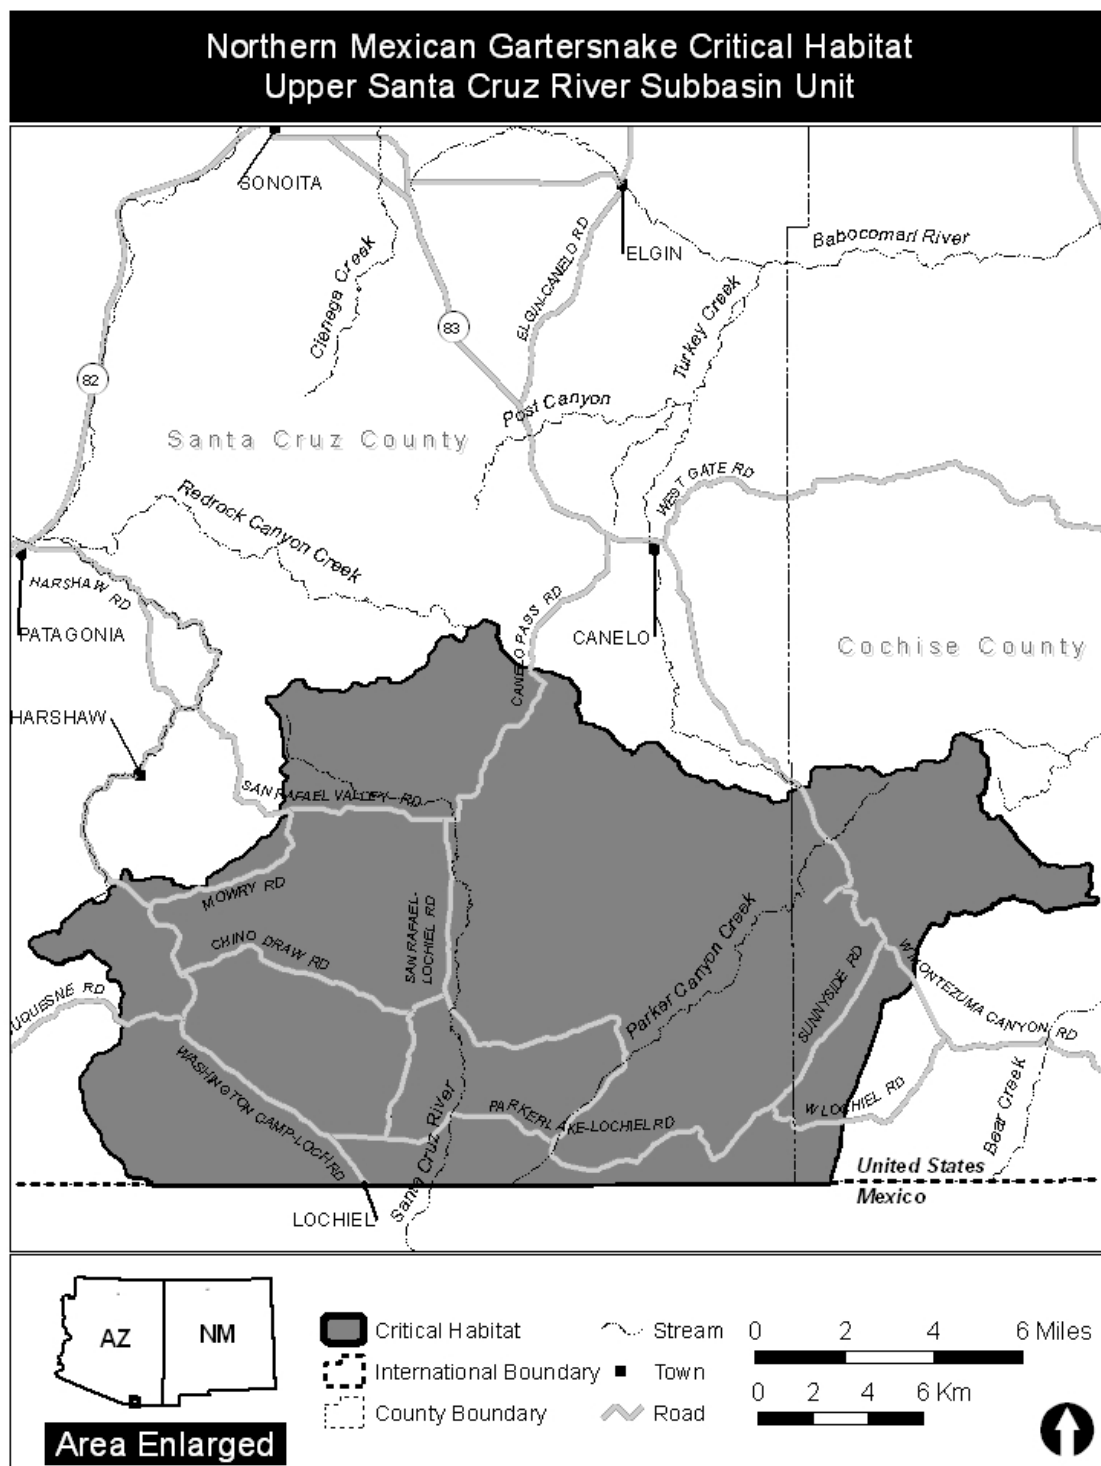 Northern Mexican Gartersnake Critical Habitat
Upper Santa Cruz River Subbasin Unit
SONOITA
ELGIN
Babocomari River
Cienega Creek
ELGIN-CANELO RD
Turkey Creek
83
82
Post Canyon
Santa Cruz County
WEST GATE RD
Redrock Canyon Creek
HARSHAW RD
PATAGONIA
CANELO PASS RD
CANELO
Cochise County
HARSHAW
SAN RAFAEL VALLEY RD
MOWRY RD
SAN RAFAEL-
LOCHIEL RD
CHINO DRAW RD
Parker Canyon Creek
SUNNYSIDE RD
W MONTEZUMA CANYON RD
UQUESNE RD
WASHINGTON CAMP-LOCH RD
Santa Cruz River
PARKERLAKE-LOCHIEL RD
W LOCHIEL RD
Bear Creek
United States
Mexico
LOCHIEL
AZ
NM
Area Enlarged
Critical Habitat
International Boundary
County Boundary
Stream
Town
Road
0 2 4 6 Miles
0 2 4 6 Km